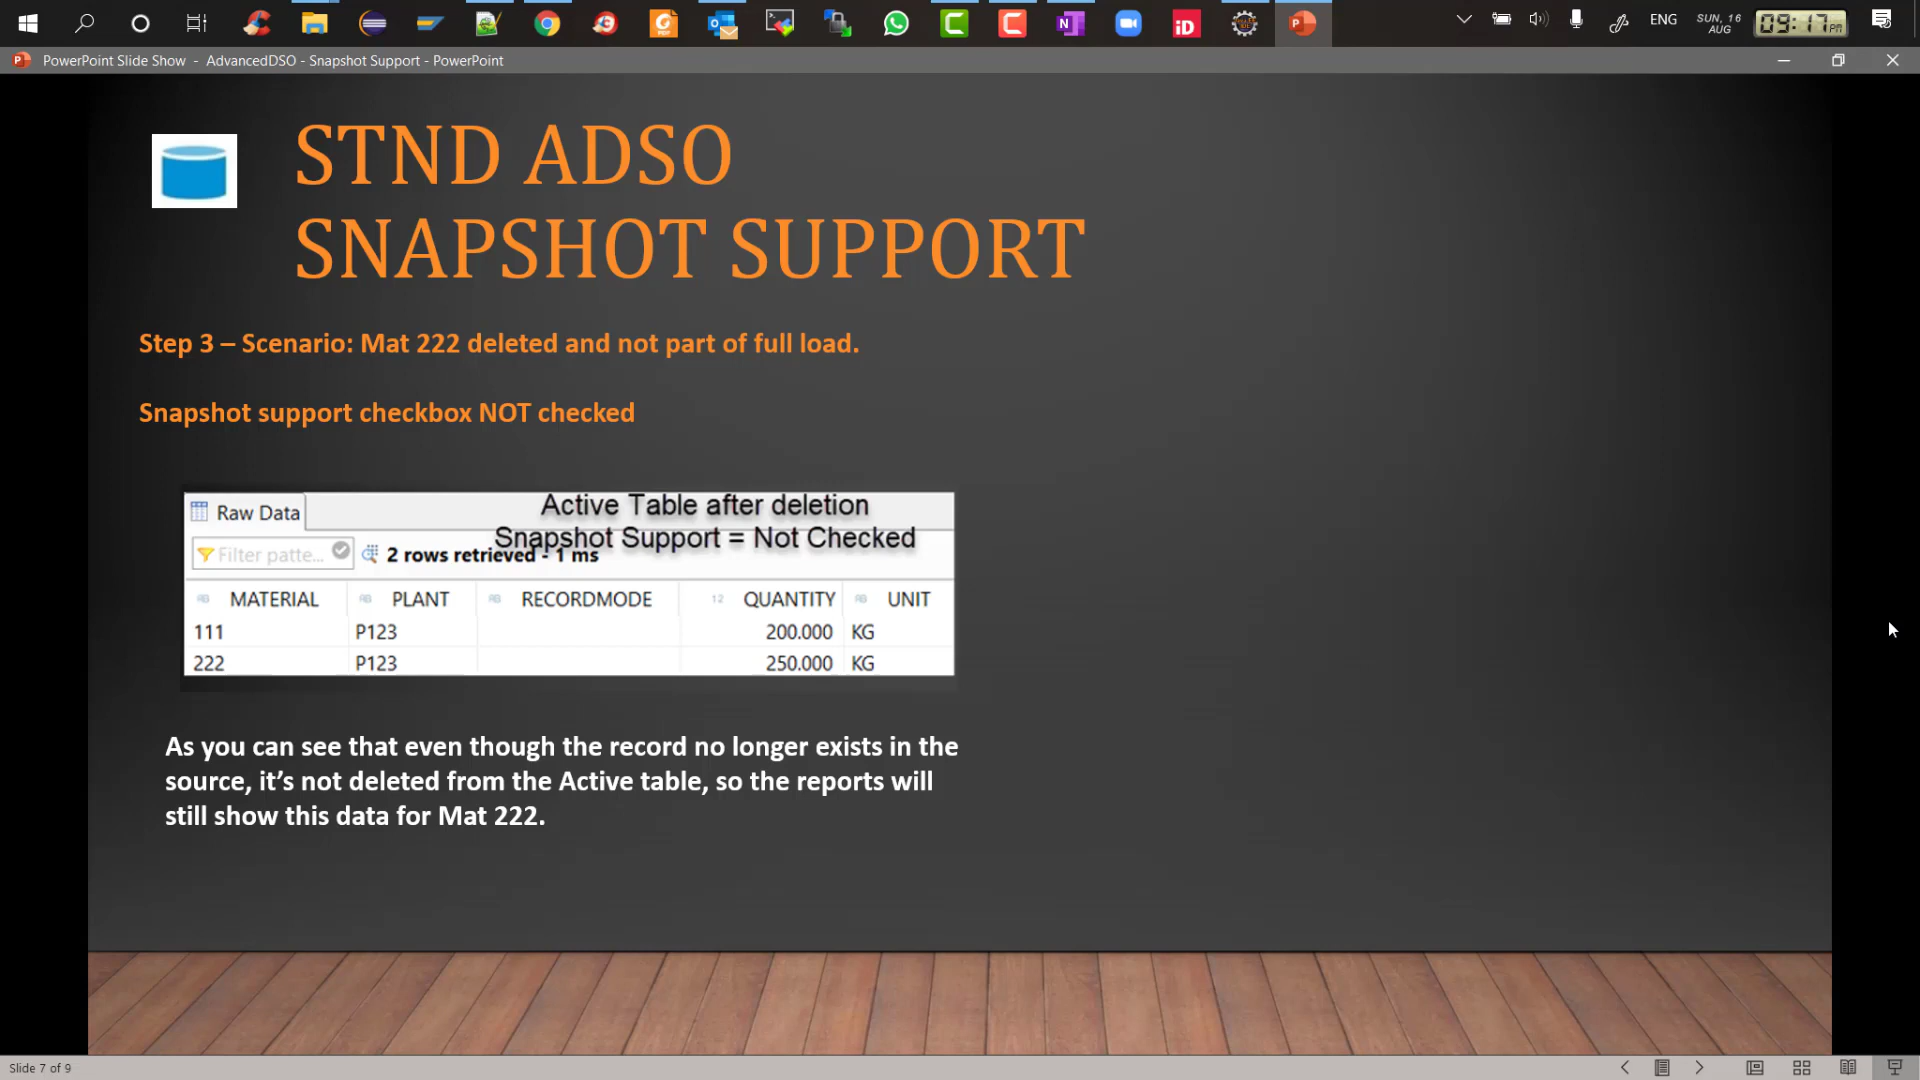 ENG
SUN, 16
AUG
09:17 PM
PowerPoint Slide Show - AdvancedDSO - Snapshot Support - PowerPoint
STND ADSO
SNAPSHOT SUPPORT
Step 3 – Scenario: Mat 222 deleted and not part of full load.
Snapshot support checkbox NOT checked
Raw Data
Active Table after deletion
Snapshot Support = Not Checked
Filter patte...
2 rows retrieved - 1 ms
MATERIAL PLANT RECORDMODE 12 QUANTITY UNIT
111 P123 200.000 KG
222 P123 250.000 KG
As you can see that even though the record no longer exists in the
source, it’s not deleted from the Active table, so the reports will
still show this data for Mat 222.
Slide 7 of 9